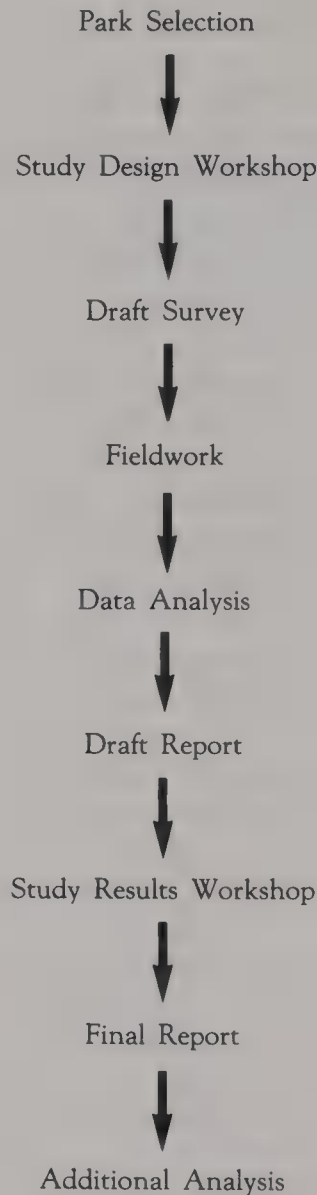 Park Selection
Study Design Workshop
Draft Survey
Fieldwork
Data Analysis
Draft Report
Study Results Workshop
Final Report
Additional Analysis